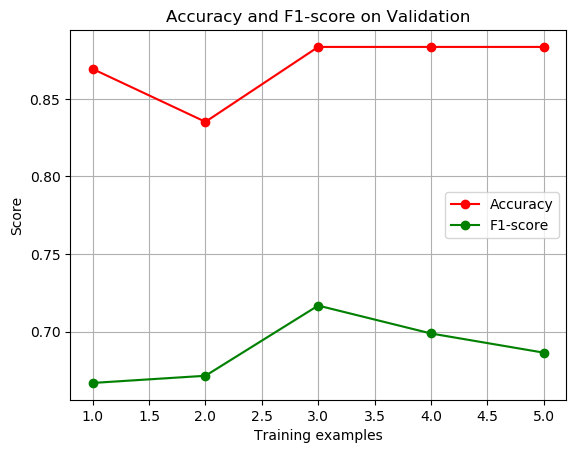 Accuracy and F1-score on Validation
Score
0.85
0.80
0.75
0.70
Accuracy
F1-score
1.0 1.5 2.0 2.5 3.0 3.5 4.0 4.5 5.0
Training examples